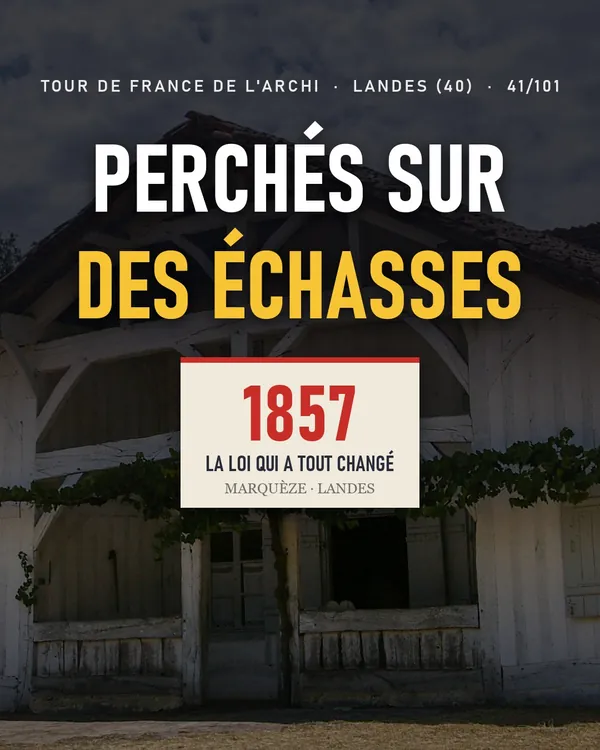 TOUR DE FRANCE DE L'ARCHI · LANDES (40) · 41/101
PERCHÉS SUR
DES ÉCHASSES
1857
LA LOI QUI A TOUT CHANGÉ
MARQUÈZE · LANDES